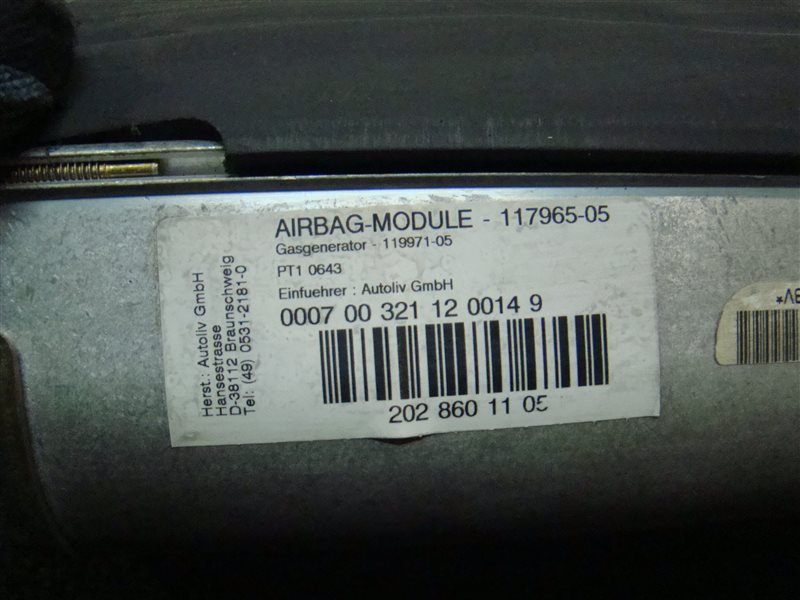 AIRBAG-MODULE - 117965-05
Gasgenerator - 119971-05
PT1 0643
Einfuehrer : Autoliv GmbH
0007 00 321 12 0014 9
202 860 11 05
Herst.: Autoliv GmbH
Hansestrasse
D-38112 Braunschweig
Tel: (49) 0531-2181-0